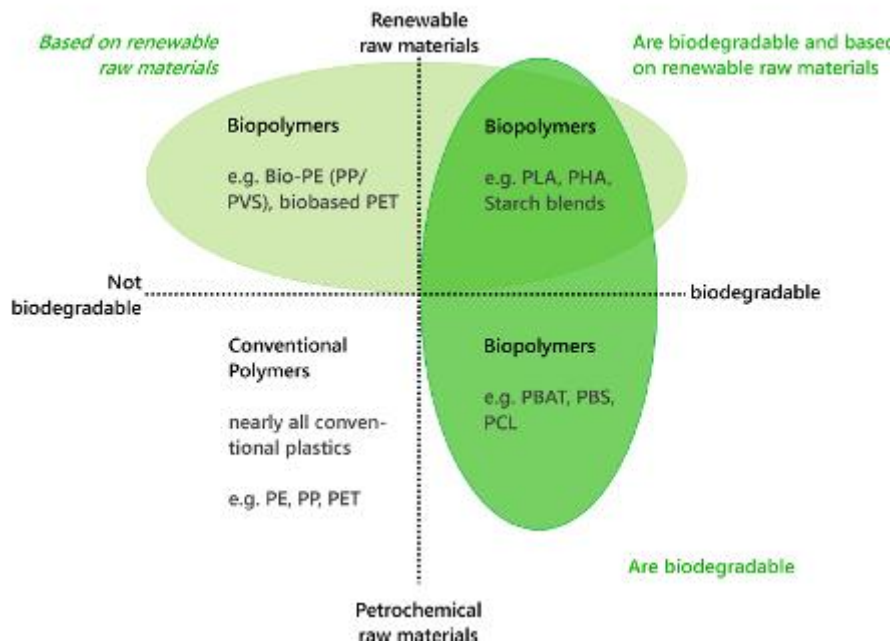 Renewable
raw materials
Based on renewable
raw materials
Are biodegradable and based
on renewable raw materials
Biopolymers
e.g. Bio-PE (PP/
PVS), biobased PET
Biopolymers
e.g. PLA, PHA,
Starch blends
Not
biodegradable
biodegradable
Conventional
Polymers
nearly all conven-
tional plastics
e.g. PE, PP, PET
Biopolymers
e.g. PBAT, PBS,
PCL
Are biodegradable
Petrochemical
raw materials